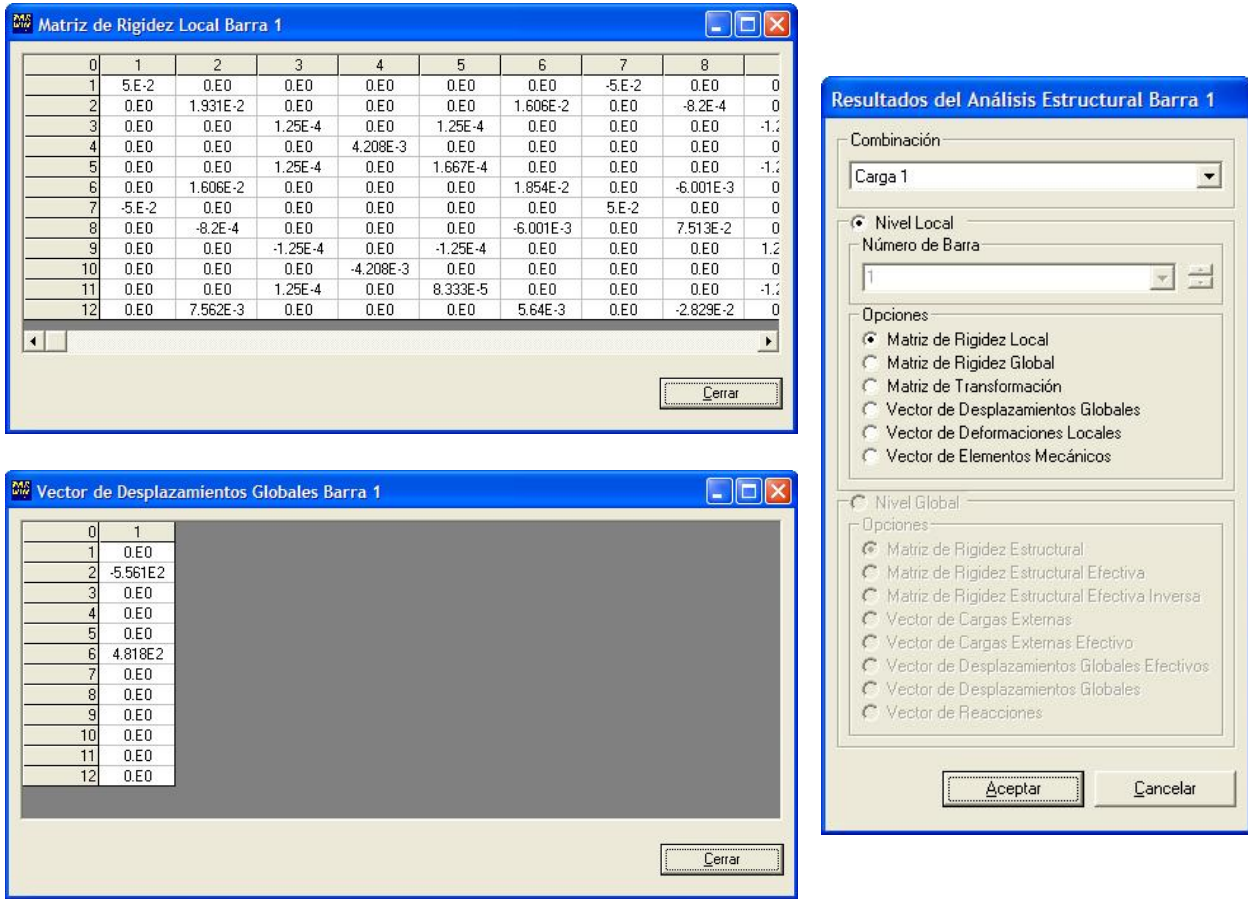 Matriz de Rigidez Local Barra 1
0 1 2 3 4 5 6 7 8
1 5.E-2 0.E0 0.E0 0.E0 0.E0 0.E0 -5.E-2 0.E0 0
2 0.E0 1.931E-2 0.E0 0.E0 0.E0 1.606E-2 0.E0 -8.2E-4 0
3 0.E0 0.E0 1.25E-4 0.E0 1.25E-4 0.E0 0.E0 0.E0 -1.2
4 0.E0 0.E0 0.E0 4.208E-3 0.E0 0.E0 0.E0 0.E0 0
5 0.E0 0.E0 1.25E-4 0.E0 1.667E-4 0.E0 0.E0 0.E0 -1.2
6 0.E0 1.606E-2 0.E0 0.E0 0.E0 1.854E-2 0.E0 -6.001E-3 0
7 -5.E-2 0.E0 0.E0 0.E0 0.E0 0.E0 5.E-2 0.E0 0
8 0.E0 -8.2E-4 0.E0 0.E0 0.E0 -6.001E-3 0.E0 7.513E-2 0
9 0.E0 0.E0 -1.25E-4 0.E0 -1.25E-4 0.E0 0.E0 0.E0 1.2
10 0.E0 0.E0 0.E0 -4.208E-3 0.E0 0.E0 0.E0 0.E0 0
11 0.E0 0.E0 1.25E-4 0.E0 8.333E-5 0.E0 0.E0 0.E0 -1.2
12 0.E0 7.562E-3 0.E0 0.E0 0.E0 5.64E-3 0.E0 -2.829E-2 0
Cerrar
Vector de Desplazamientos Globales Barra 1
0 1
1 0.E0
2 -5.561E2
3 0.E0
4 0.E0
5 0.E0
6 4.818E2
7 0.E0
8 0.E0
9 0.E0
10 0.E0
11 0.E0
12 0.E0
Cerrar
Resultados del Análisis Estructural Barra 1
Combinación
Carga 1
Nivel Local
Número de Barra
1
Opciones
Matriz de Rigidez Local
Matriz de Rigidez Global
Matriz de Transformación
Vector de Desplazamientos Globales
Vector de Deformaciones Locales
Vector de Elementos Mecánicos
Nivel Global
Opciones
Matriz de Rigidez Estructural
Matriz de Rigidez Estructural Efectiva
Matriz de Rigidez Estructural Efectiva Inversa
Vector de Cargas Externas
Vector de Cargas Externas Efectivo
Vector de Desplazamientos Globales Efectivos
Vector de Desplazamientos Globales
Vector de Reacciones
Aceptar Cancelar